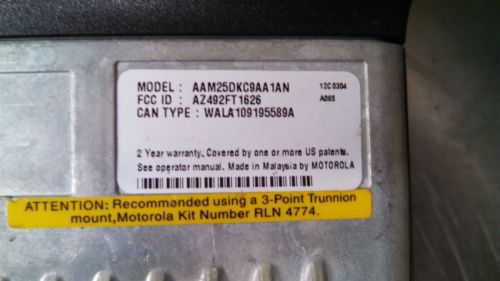 MODEL : AAM25DKC9AA1AN 12C0304
FCC ID : AZ492FT1626 A065
CAN TYPE : WALA109195589A
2 Year warranty. Covered by one or more US patents.
See operator manual. Made in Malaysia by MOTOROLA
ATTENTION: Recommended using a 3-Point Trunnion
mount,Motorola Kit Number RLN 4774.